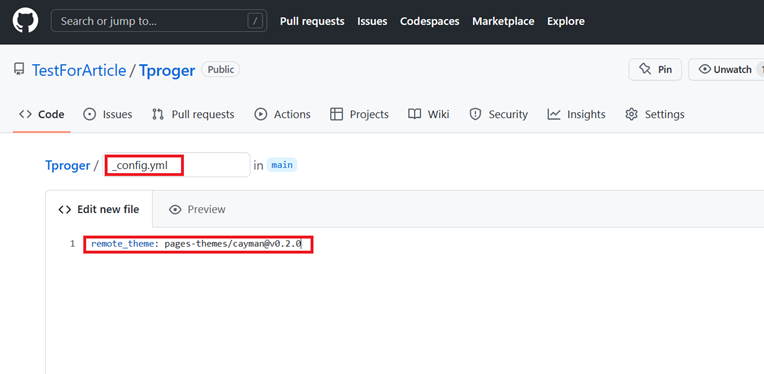 Search or jump to... / Pull requests Issues Codespaces Marketplace Explore
TestForArticle / Tproger Public Pin Unwatch 1
Code Issues Pull requests Actions Projects Wiki Security Insights Settings
Tproger / _config.yml in main
Edit new file Preview
1 remote_theme: pages-themes/cayman@v0.2.0